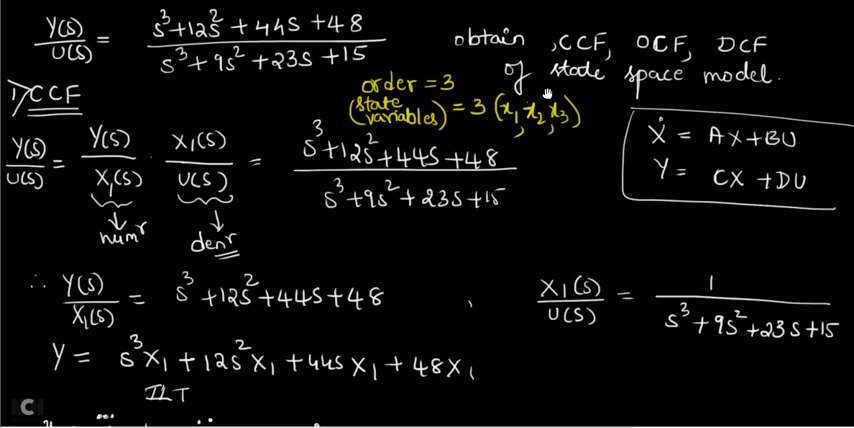 Y(S)/U(S) = (s³+12s²+44s+48)/(s³+9s²+23s+15) obtain ,CCF, OCF, DCF of state space model.
1) CCF
order = 3
(state variables) = 3 (x₁, x₂, x₃)
Ẋ = AX+BU
Y = CX +DU
Y(S)/U(S) = Y(S)/X₁(S) · X₁(S)/U(S) = (s³+12s²+44s+48)/(s³+9s²+23s+15)
↓ numʳ ↓ denʳ
∴ Y(S)/X₁(S) = s³+12s²+44s+48 , X₁(S)/U(S) = 1/(s³+9s²+23s+15)
Y = s³X₁+12s²X₁+44sX₁+48X₁
ILT